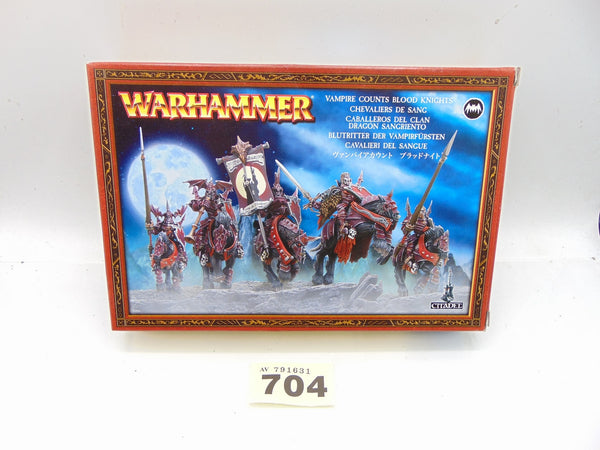 WARHAMMER
VAMPIRE COUNTS BLOOD KNIGHTS
CHEVALIERS DE SANG
CABALLEROS DEL CLAN
DRAGON SANGRIENTO
BLUTRITTER DER VAMPIRFÜRSTEN
CAVALIERI DEL SANGUE
ヴァンパイアカウント ブラッドナイト
CITADEL
AV 791631
704